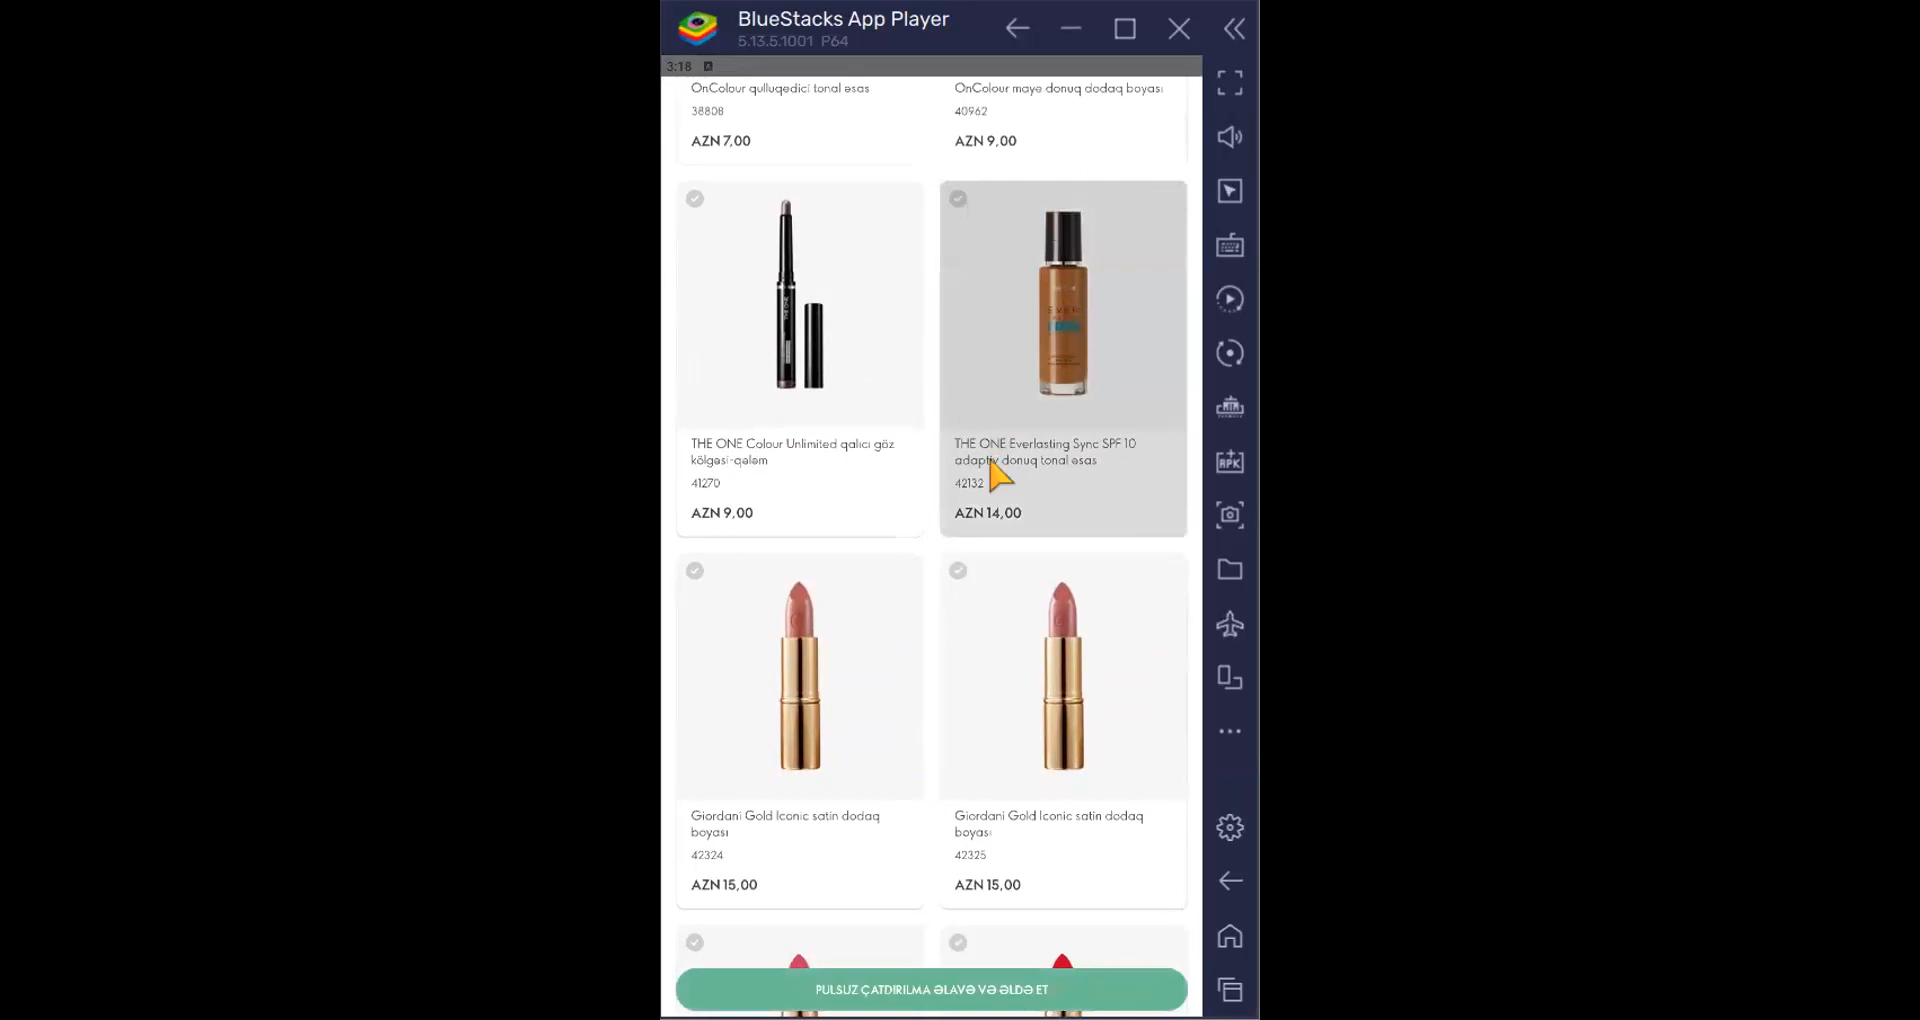 BlueStacks App Player
5.13.5.1001 P64
3:18
OnColour qulluqedici tonal əsas
38808
AZN 7,00
OnColour maye donuq dodaq boyası
40962
AZN 9,00
THE ONE Colour Unlimited qalıcı göz
kölgəsi-qələm
41270
AZN 9,00
THE ONE Everlasting Sync SPF 10
adaptiv donuq tonal əsas
42132
AZN 14,00
Giordani Gold Iconic satin dodaq
boyası
42324
AZN 15,00
Giordani Gold Iconic satin dodaq
boyası
42325
AZN 15,00
PULSUZ ÇATDIRILMA ƏLAVƏ VƏ ƏLDƏ ET
APK